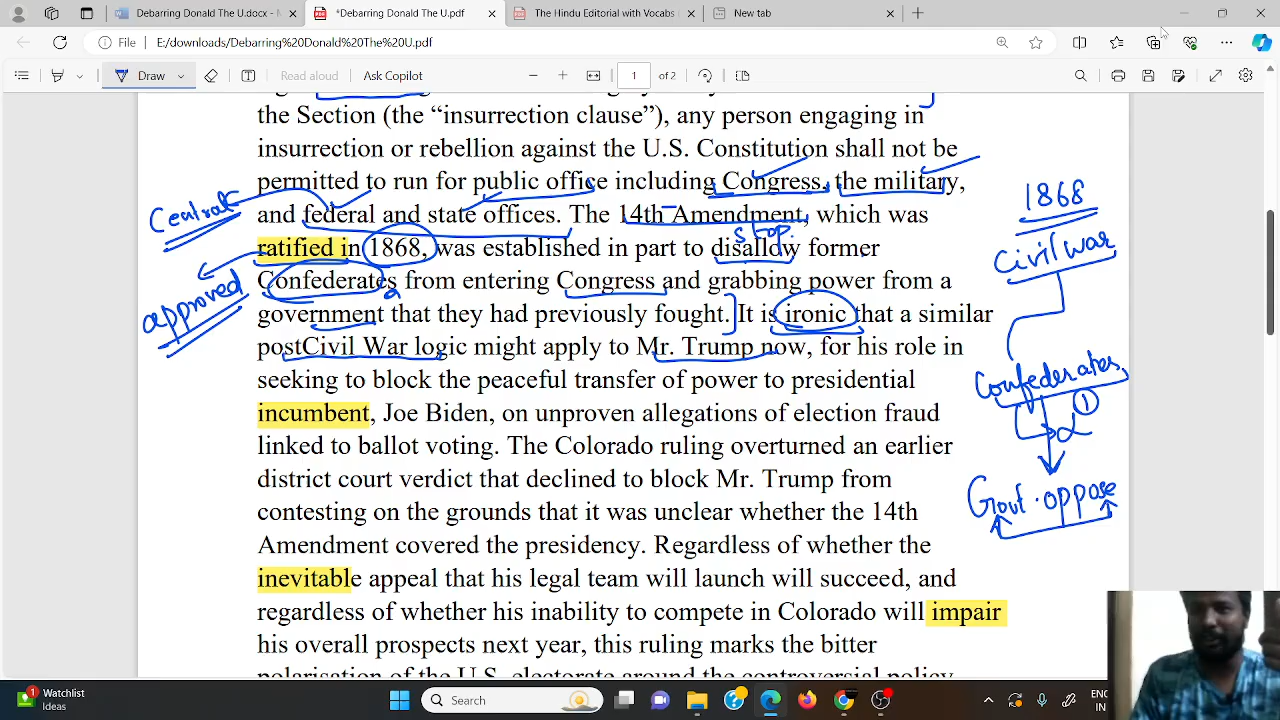 Debarring Donald The U.docx - M
*Debarring Donald The U.pdf
The Hindu Editorial with Vocabs
New tab
File
E:/downloads/Debarring%20Donald%20The%20U.pdf
Draw
Read aloud
Ask Copilot
1
of 2
the Section (the “insurrection clause”), any person engaging in
insurrection or rebellion against the U.S. Constitution shall not be
permitted to run for public office including Congress, the military,
and federal and state offices. The 14th Amendment, which was
ratified in 1868, was established in part to disallow former
Confederates from entering Congress and grabbing power from a
government that they had previously fought. It is ironic that a similar
postCivil War logic might apply to Mr. Trump now, for his role in
seeking to block the peaceful transfer of power to presidential
incumbent, Joe Biden, on unproven allegations of election fraud
linked to ballot voting. The Colorado ruling overturned an earlier
district court verdict that declined to block Mr. Trump from
contesting on the grounds that it was unclear whether the 14th
Amendment covered the presidency. Regardless of whether the
inevitable appeal that his legal team will launch will succeed, and
regardless of whether his inability to compete in Colorado will impair
his overall prospects next year, this ruling marks the bitter
polarisation of the U.S. electorate around the controversial policy
Central
approved
stop.
2
1868
Civil war
Confederates,
1
Govt. oppose
1
Watchlist
Ideas
Search
ENG
IN